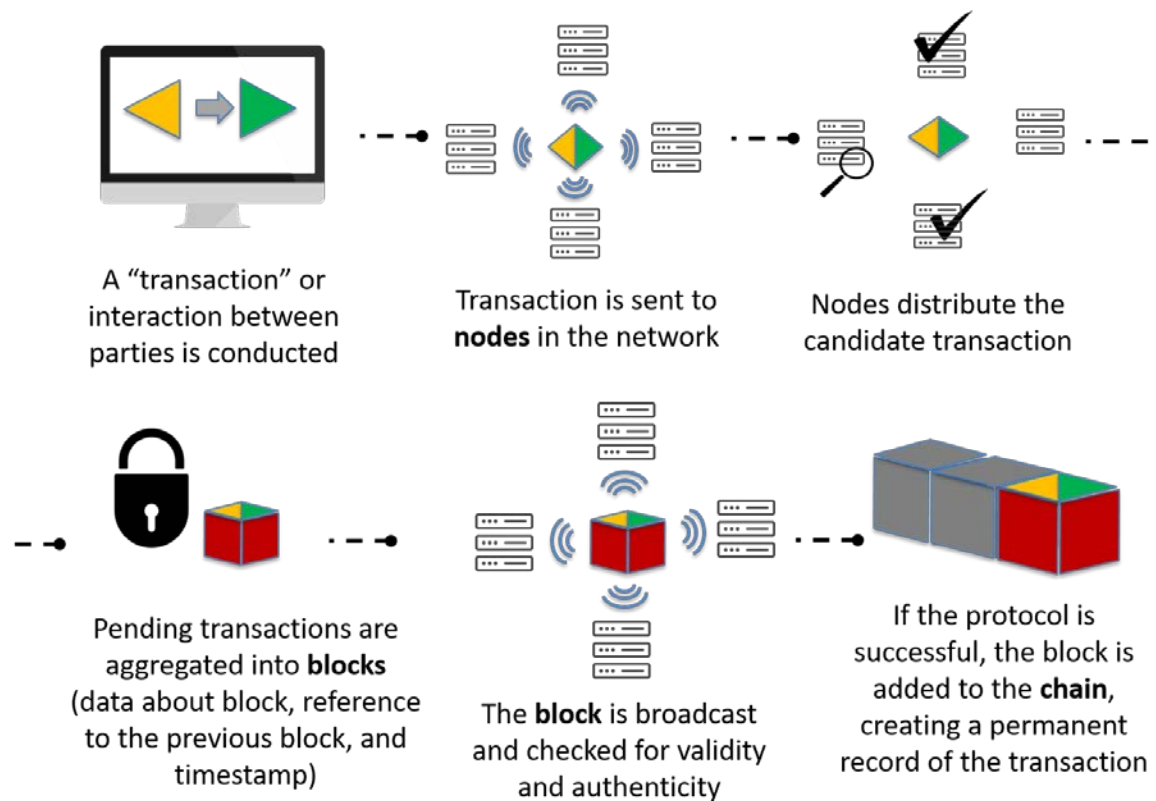 A “transaction” or
interaction between
parties is conducted
Transaction is sent to
nodes in the network
Nodes distribute the
candidate transaction
Pending transactions are
aggregated into blocks
(data about block, reference
to the previous block, and
timestamp)
The block is broadcast
and checked for validity
and authenticity
If the protocol is
successful, the block is
added to the chain,
creating a permanent
record of the transaction